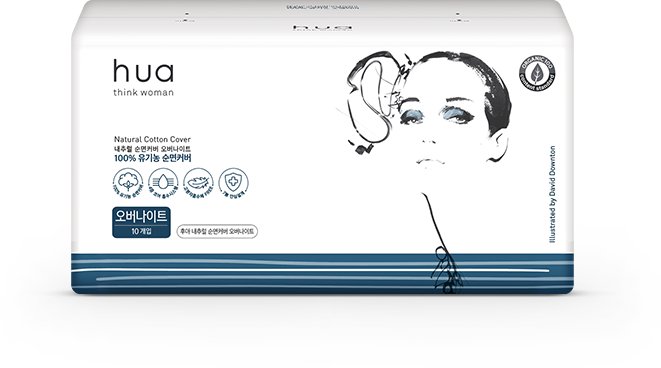 hua
hua
think woman
ORGANIC 100
Natural Cotton Cover
내추럴 순면커버 오버나이트
100% 유기농 순면커버
오버나이트
10 개입
후아 내추럴 순면커버 오버나이트
Illustrated by David Downton